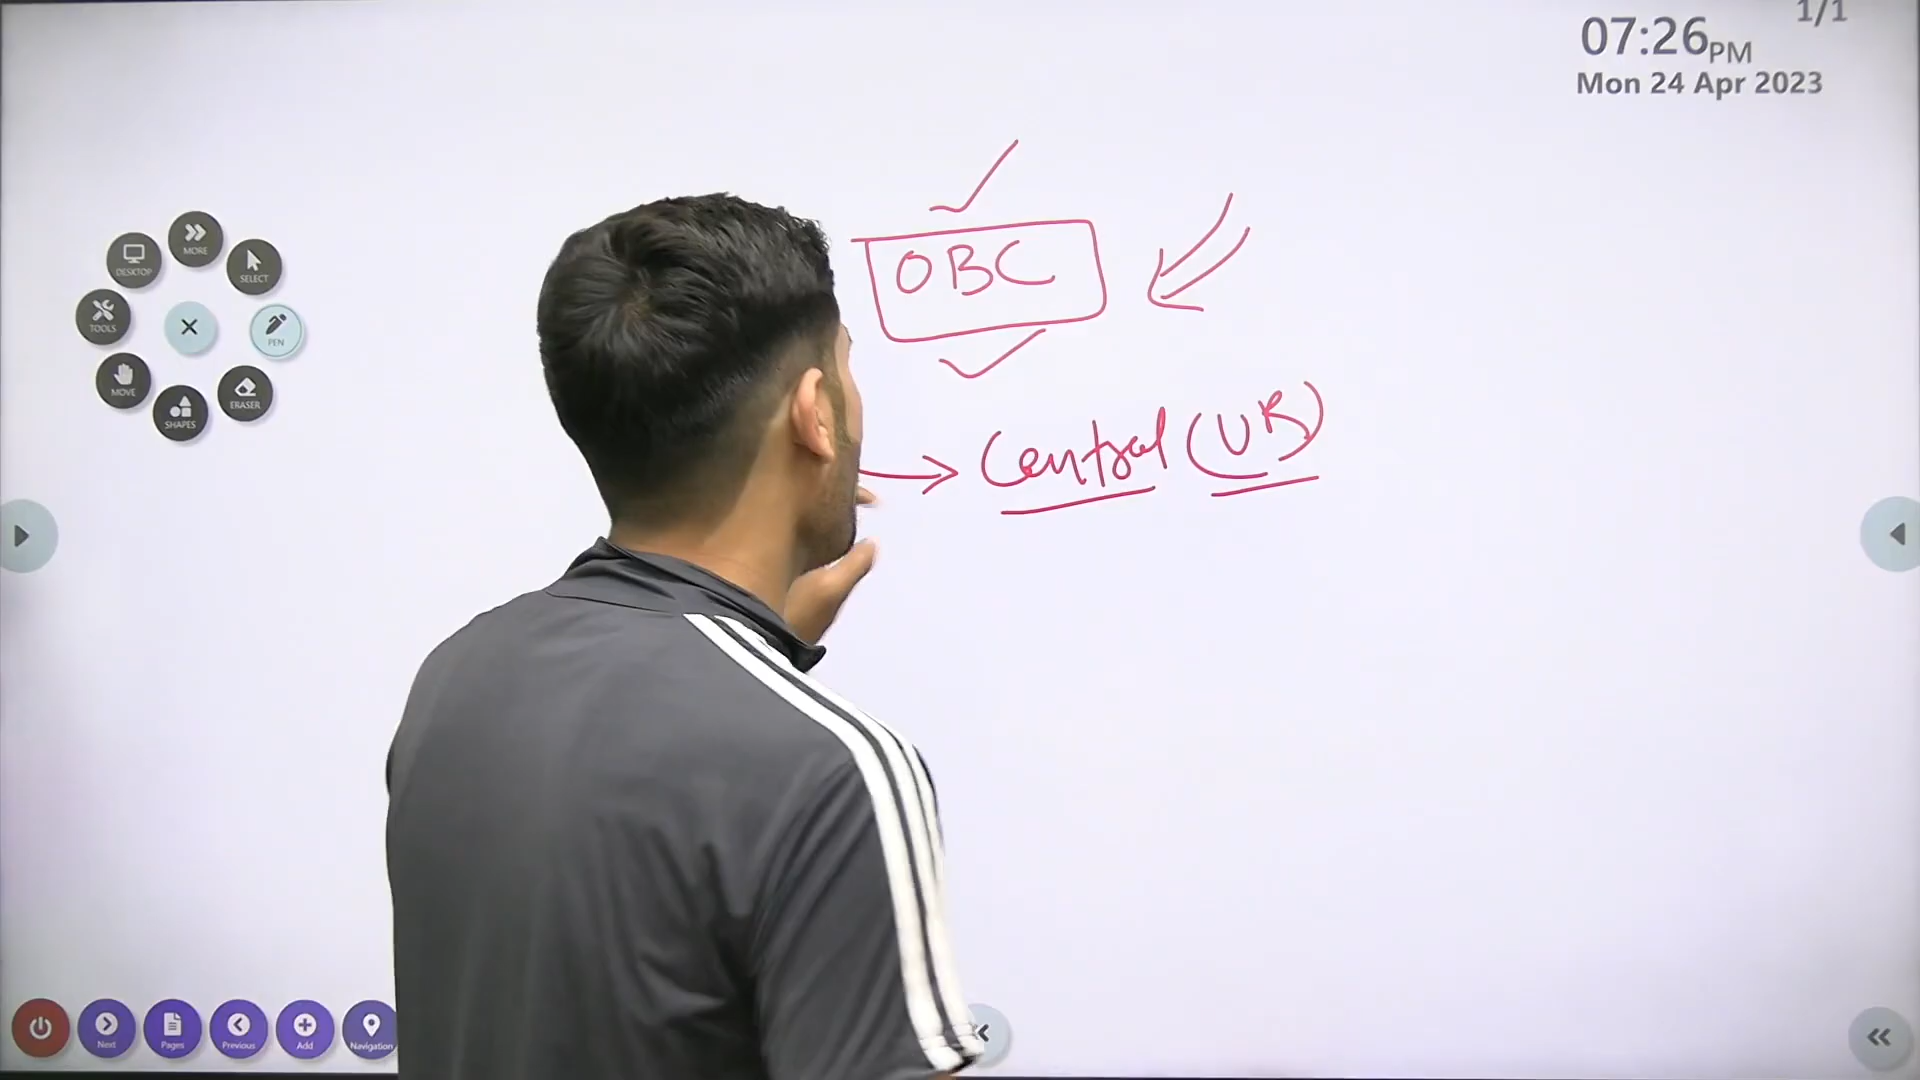 1/1
07:26PM
Mon 24 Apr 2023
MORE
DESKTOP
SELECT
TOOLS
PEN
MOVE
ERASER
SHAPES
OBC
Central (UR)
Next
Pages
Previous
Add
Navigation